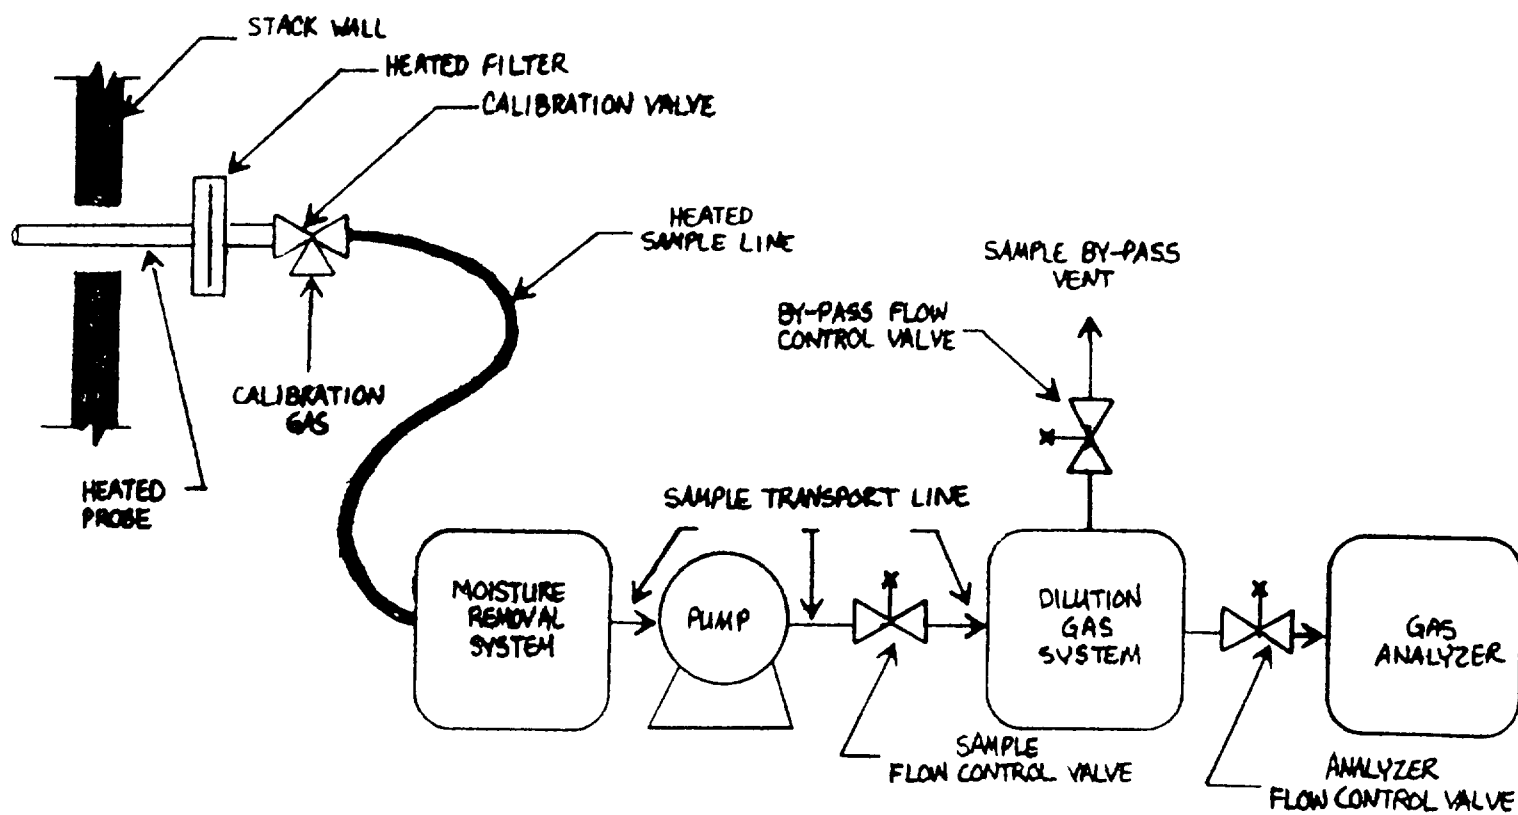 STACK WALL
HEATED FILTER
CALIBRATION VALVE
HEATED
SAMPLE LINE
SAMPLE BY-PASS
VENT
BY-PASS FLOW
CONTROL VALVE
CALIBRATION
GAS
HEATED
PROBE
SAMPLE TRANSPORT LINE
MOISTURE
REMOVAL
SYSTEM
PUMP
DILUTION
GAS
SYSTEM
GAS
ANALYZER
SAMPLE
FLOW CONTROL VALVE
ANALYZER
FLOW CONTROL VALVE